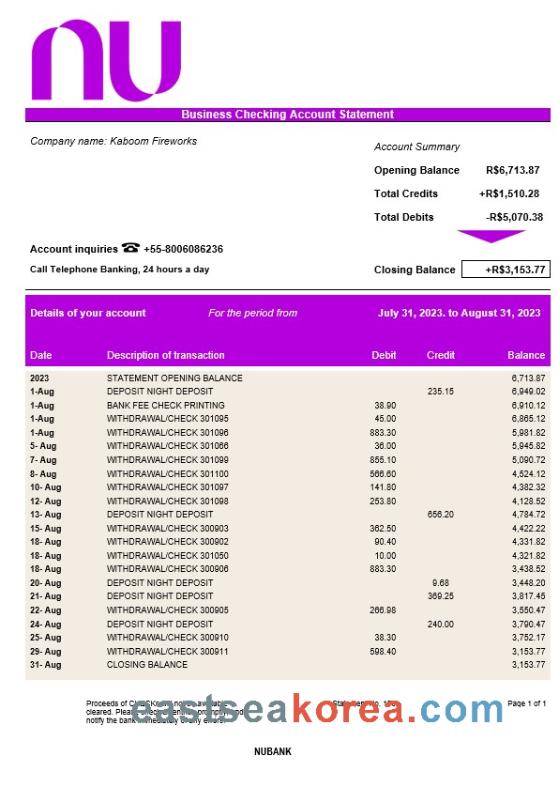 nu
Business Checking Account Statement
Company name: Kaboom Fireworks
Account Summary
Opening Balance R$6,713.87
Total Credits +R$1,510.28
Total Debits -R$5,070.38
Account inquiries ☎ +55-8006086236
Call Telephone Banking, 24 hours a day
Closing Balance +R$3,153.77
Details of your account For the period from July 31, 2023. to August 31, 2023
Date Description of transaction Debit Credit Balance
2023 STATEMENT OPENING BALANCE 6,713.87
1-Aug DEPOSIT NIGHT DEPOSIT 235.15 6,949.02
1-Aug BANK FEE CHECK PRINTING 38.90 6,910.12
1-Aug WITHDRAWAL/CHECK 301095 45.00 6,865.12
1-Aug WITHDRAWAL/CHECK 301096 883.30 5,981.82
5- Aug WITHDRAWAL/CHECK 301066 36.00 5,945.82
7- Aug WITHDRAWAL/CHECK 301099 855.10 5,090.72
8- Aug WITHDRAWAL/CHECK 301100 566.60 4,524.12
10- Aug WITHDRAWAL/CHECK 301097 141.80 4,382.32
12- Aug WITHDRAWAL/CHECK 301098 253.80 4,128.52
13- Aug DEPOSIT NIGHT DEPOSIT 656.20 4,784.72
15- Aug WITHDRAWAL/CHECK 300903 362.50 4,422.22
18- Aug WITHDRAWAL/CHECK 300902 90.40 4,331.82
18- Aug WITHDRAWAL/CHECK 301050 10.00 4,321.82
18- Aug WITHDRAWAL/CHECK 300906 883.30 3,438.52
20- Aug DEPOSIT NIGHT DEPOSIT 9.68 3,448.20
21- Aug DEPOSIT NIGHT DEPOSIT 369.25 3,817.45
22- Aug WITHDRAWAL/CHECK 300905 266.98 3,550.47
24- Aug DEPOSIT NIGHT DEPOSIT 240.00 3,790.47
25- Aug WITHDRAWAL/CHECK 300910 38.30 3,752.17
29- Aug WITHDRAWAL/CHECK 300911 598.40 3,153.77
31- Aug CLOSING BALANCE 3,153.77
Proceeds of Page 1 of 1
cleared.
notify the bank
eastseakorea.com
NUBANK